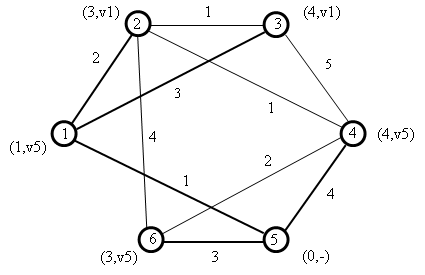 (3,v1) 2 1 3 (4,v1)
2 5
3 1
1 4 4 (4,v5)
(1,v5) 2
1 4
6 5
(3,v5) 3 (0,-)